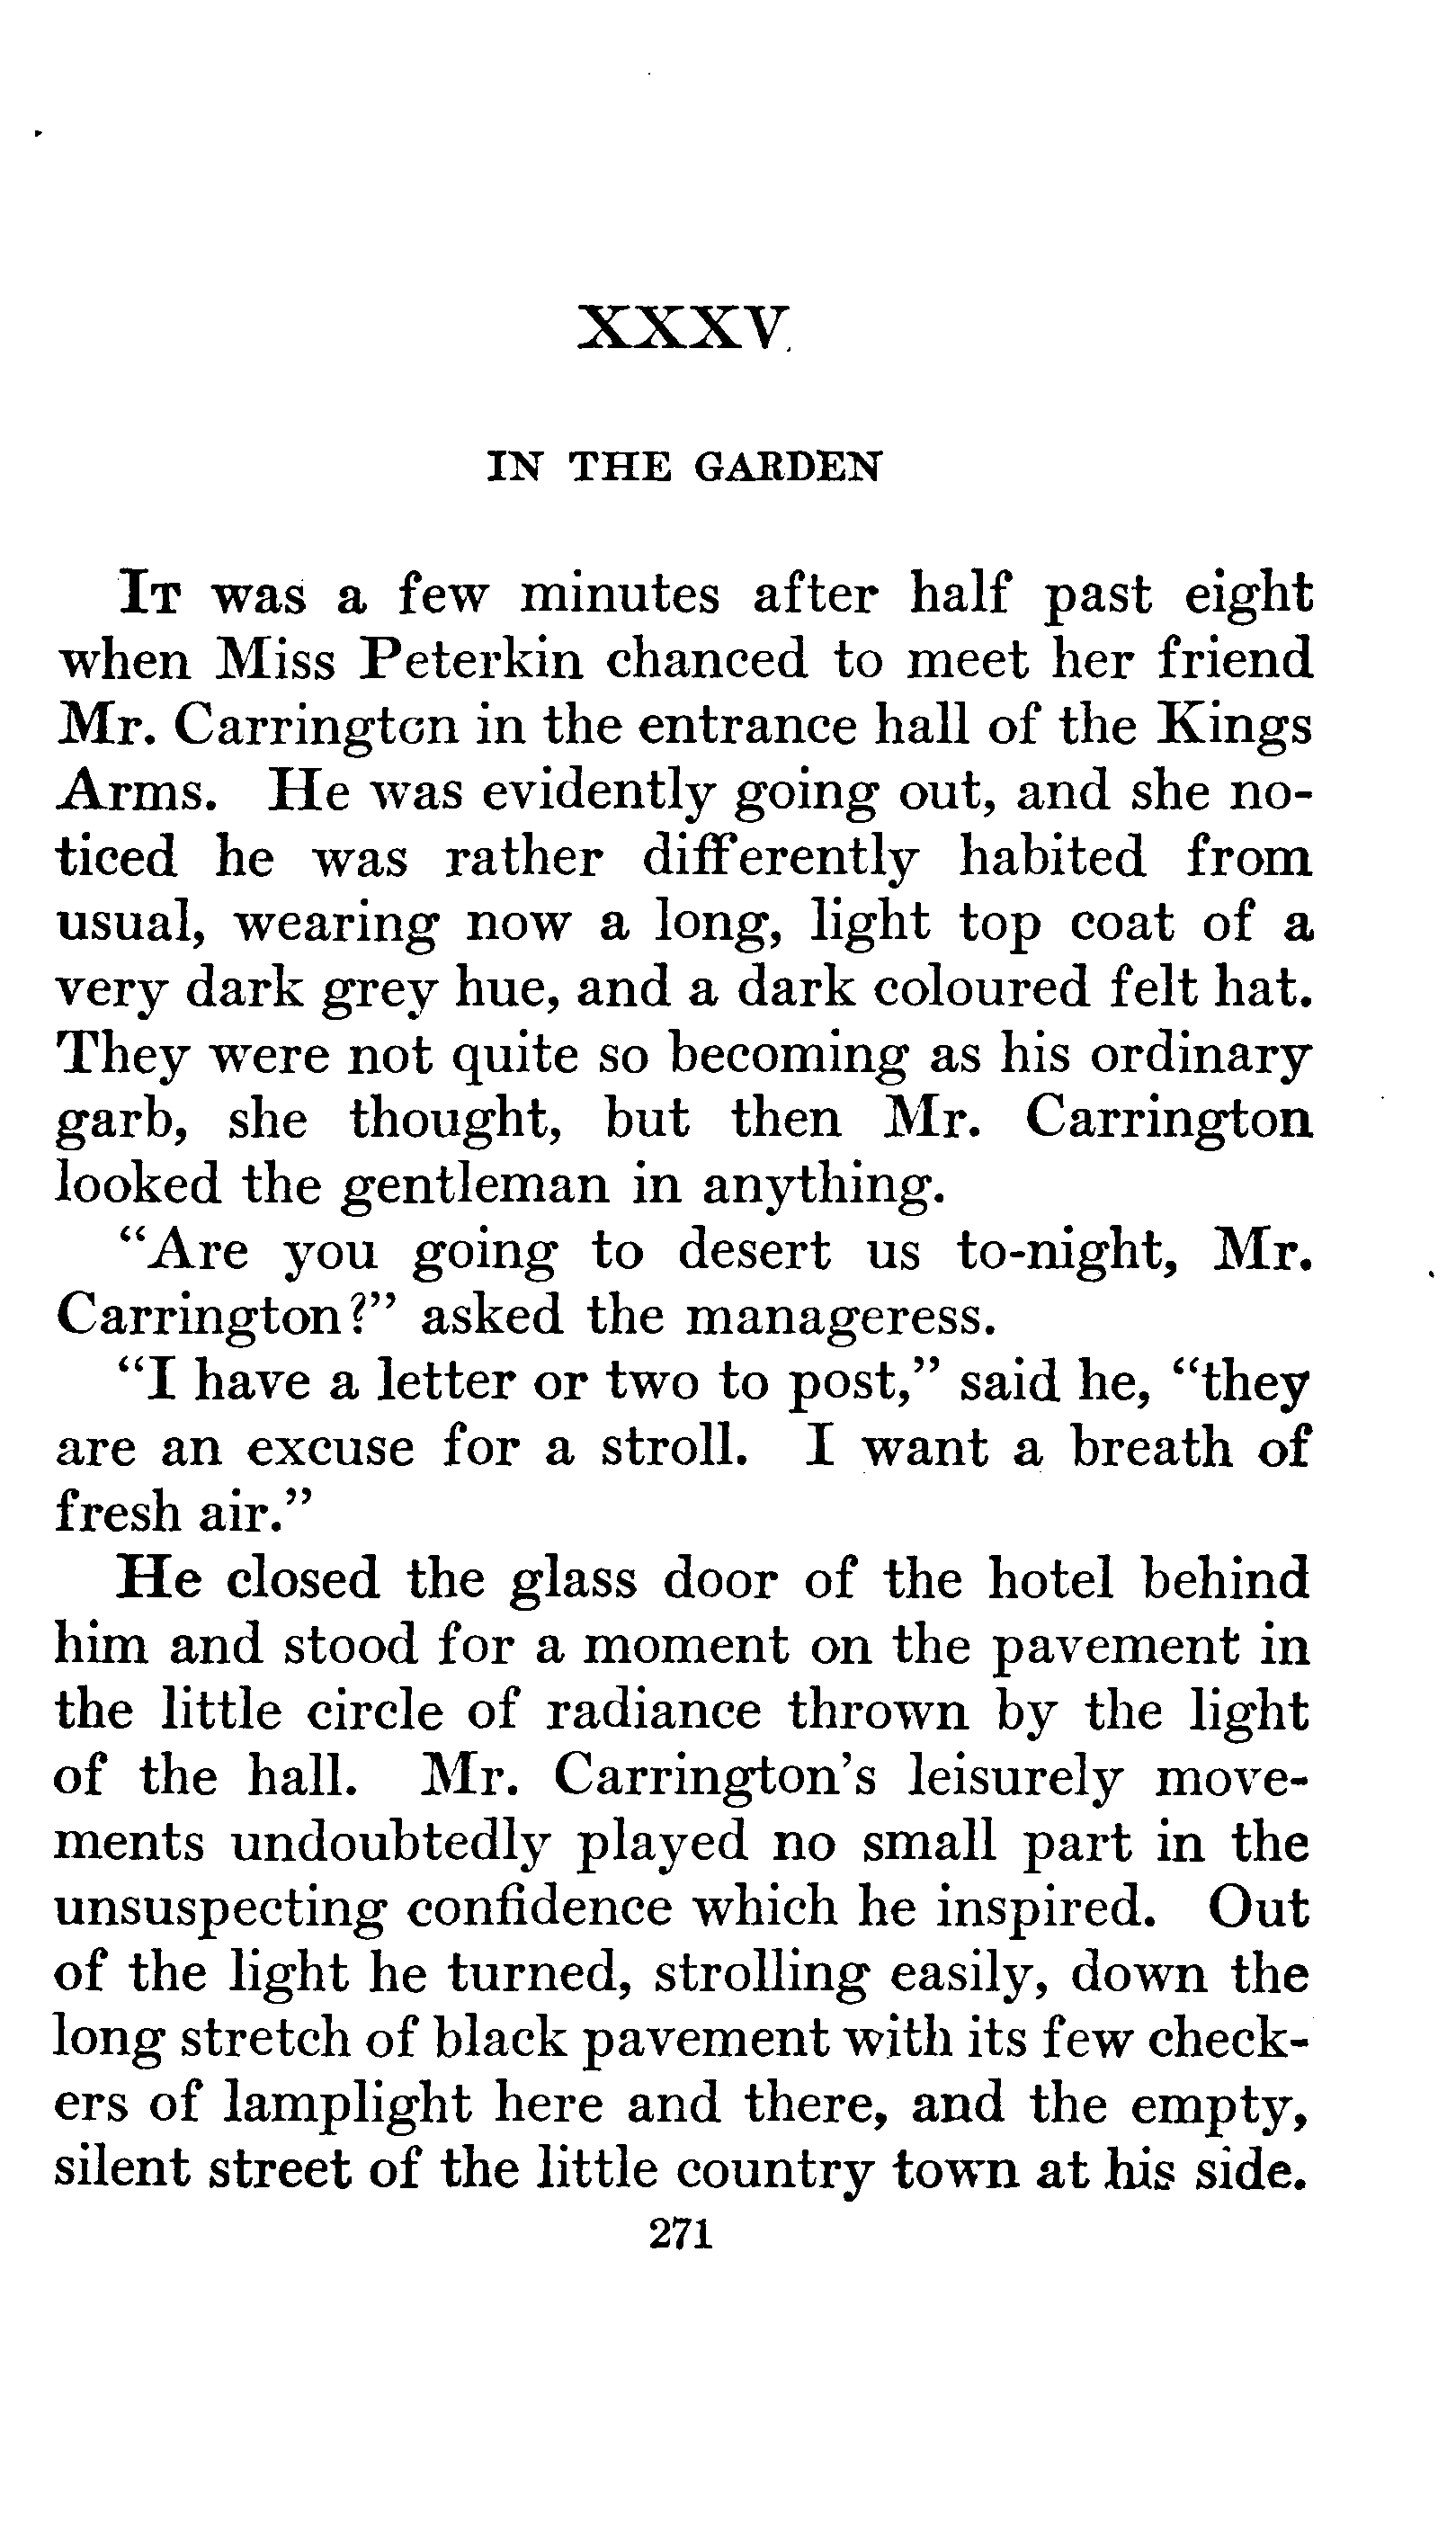 XXXV
IN THE GARDEN
It was a few minutes after half past eight
when Miss Peterkin chanced to meet her friend
Mr. Carrington in the entrance hall of the Kings
Arms. He was evidently going out, and she no-
ticed he was rather differently habited from
usual, wearing now a long, light top coat of a
very dark grey hue, and a dark coloured felt hat.
They were not quite so becoming as his ordinary
garb, she thought, but then Mr. Carrington
looked the gentleman in anything.
"Are you going to desert us to-night, Mr.
Carrington?" asked the manageress.
"I have a letter or two to post," said he, "they
are an excuse for a stroll. I want a breath of
fresh air."
He closed the glass door of the hotel behind
him and stood for a moment on the pavement in
the little circle of radiance thrown by the light
of the hall. Mr. Carrington's leisurely move-
ments undoubtedly played no small part in the
unsuspecting confidence which he inspired. Out
of the light he turned, strolling easily, down the
long stretch of black pavement with its few check-
ers of lamplight here and there, and the empty,
silent street of the little country town at his side.
271